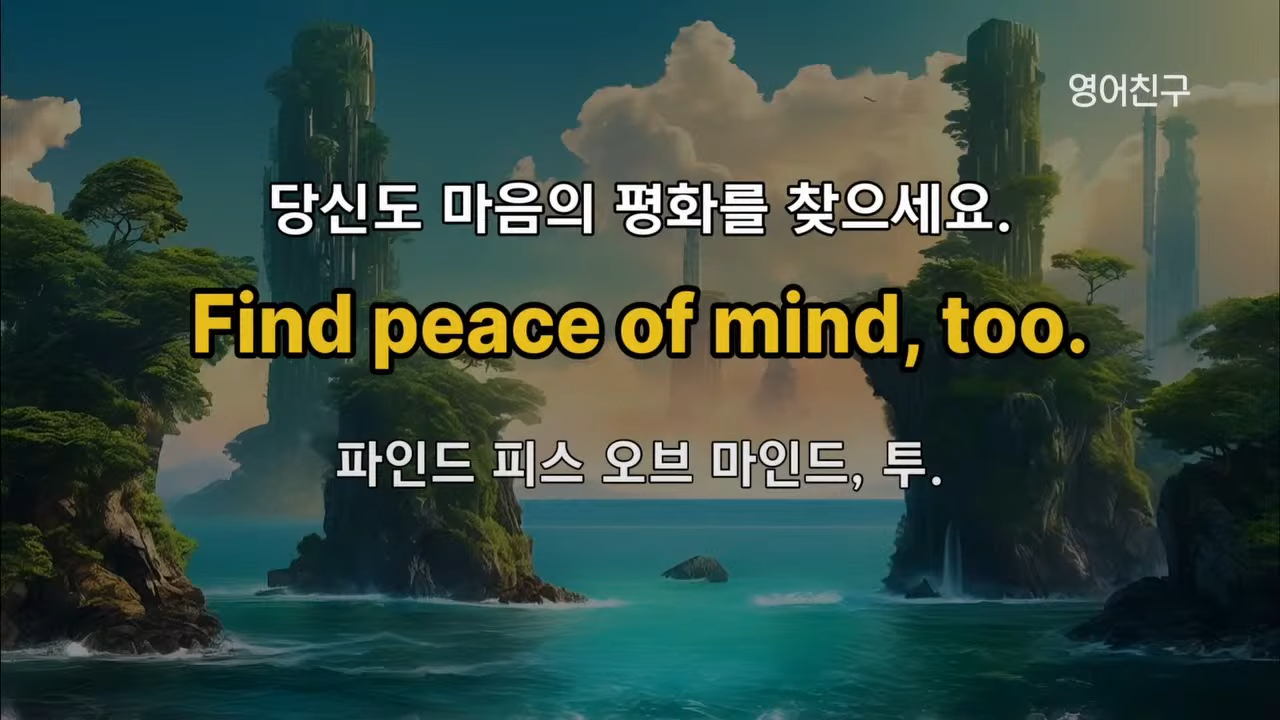 영어친구
당신도 마음의 평화를 찾으세요.
Find peace of mind, too.
파인드 피스 오브 마인드, 투.